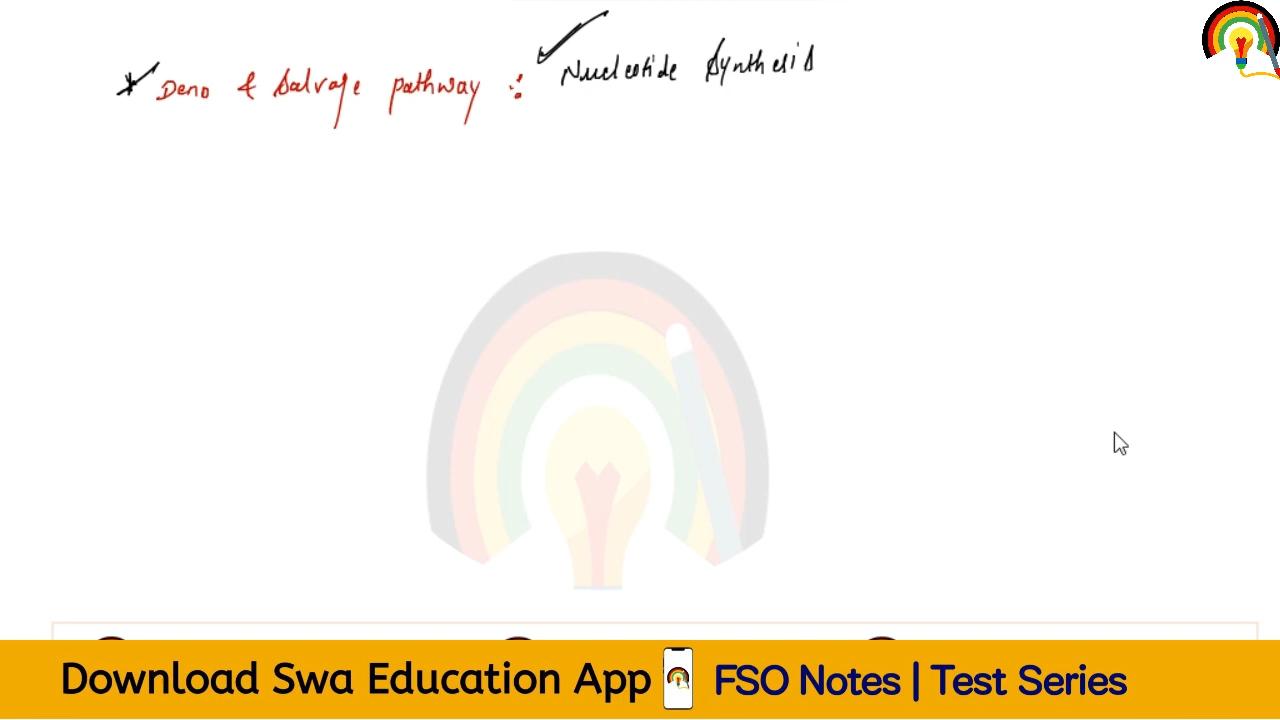 * Deno & Salvage pathway : Nucleotide Synthesis
Download Swa Education App FSO Notes | Test Series